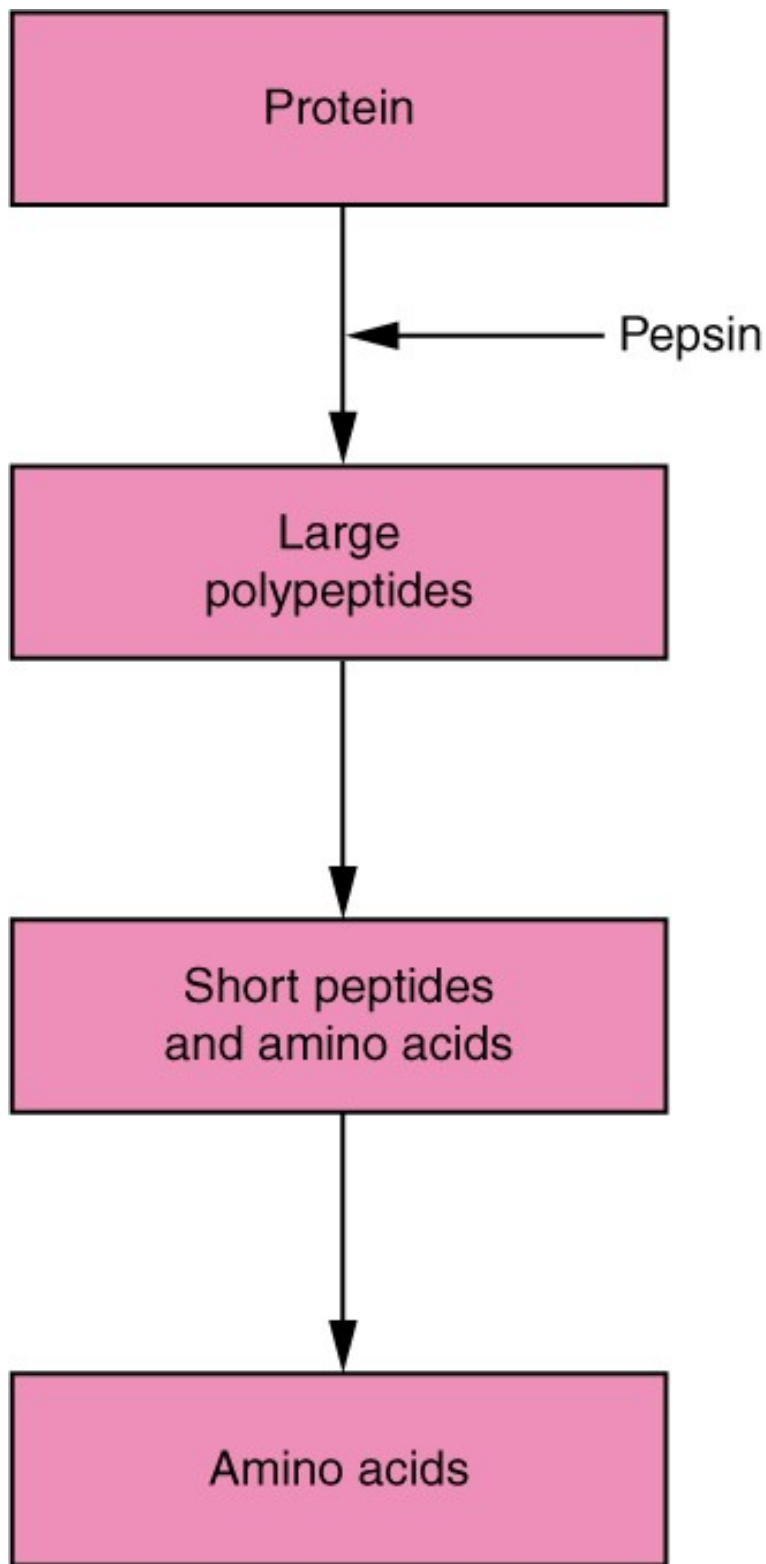 Protein
Pepsin
Large
polypeptides
Short peptides
and amino acids
Amino acids